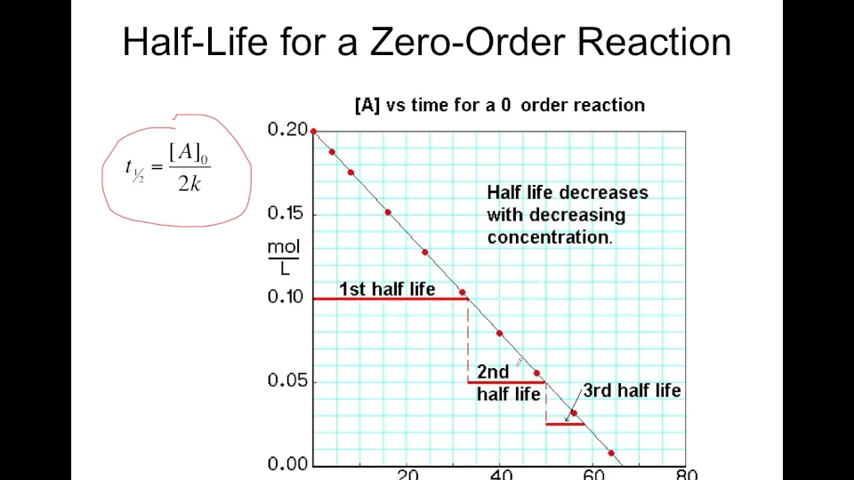 Half-Life for a Zero-Order Reaction
[A] vs time for a 0 order reaction
t½ = [A]₀ / 2k
0.20
0.15
mol
L
0.10
0.05
0.00
Half life decreases
with decreasing
concentration.
1st half life
2nd
half life
3rd half life
20
40
60
80